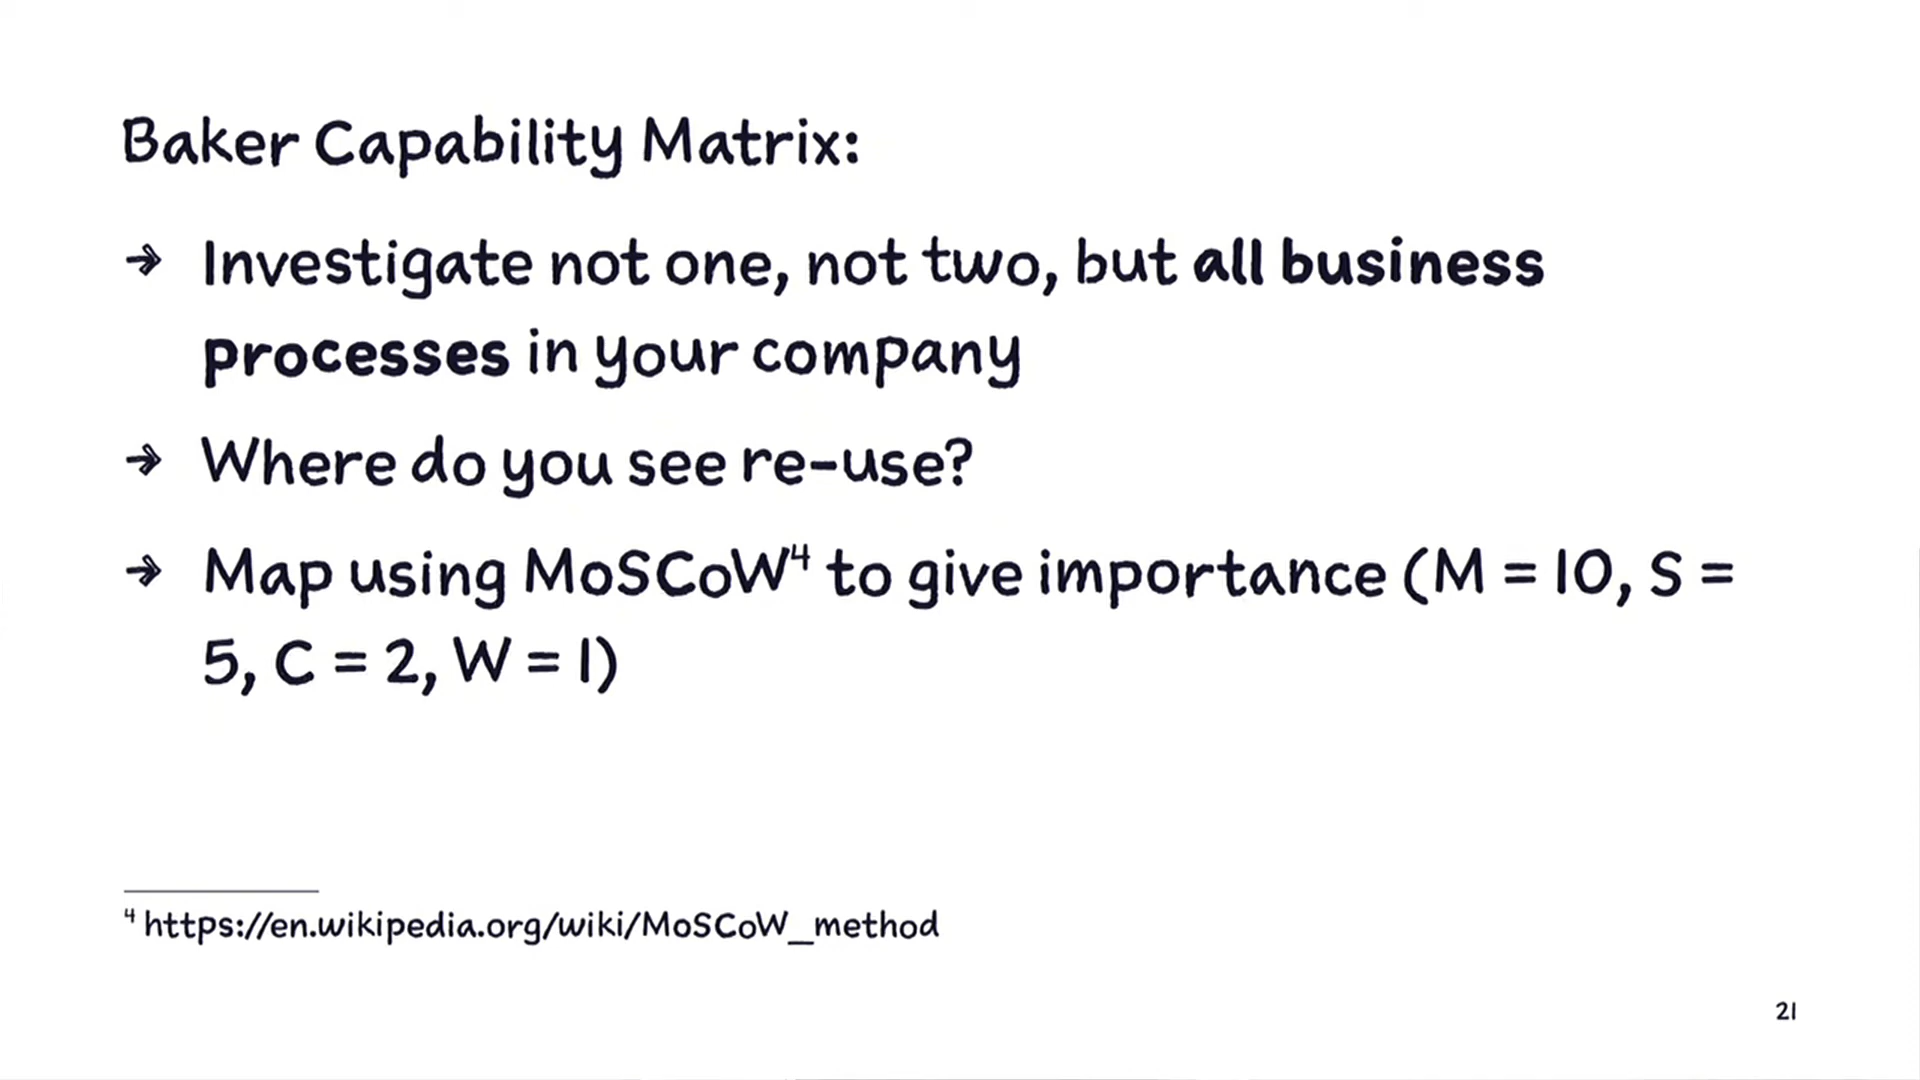 Baker Capability Matrix:
→ Investigate not one, not two, but all business
processes in your company
→ Where do you see re-use?
→ Map using MoSCoW⁴ to give importance (M = 10, S =
5, C = 2, W = 1)
⁴ https://en.wikipedia.org/wiki/MoSCoW_method
21